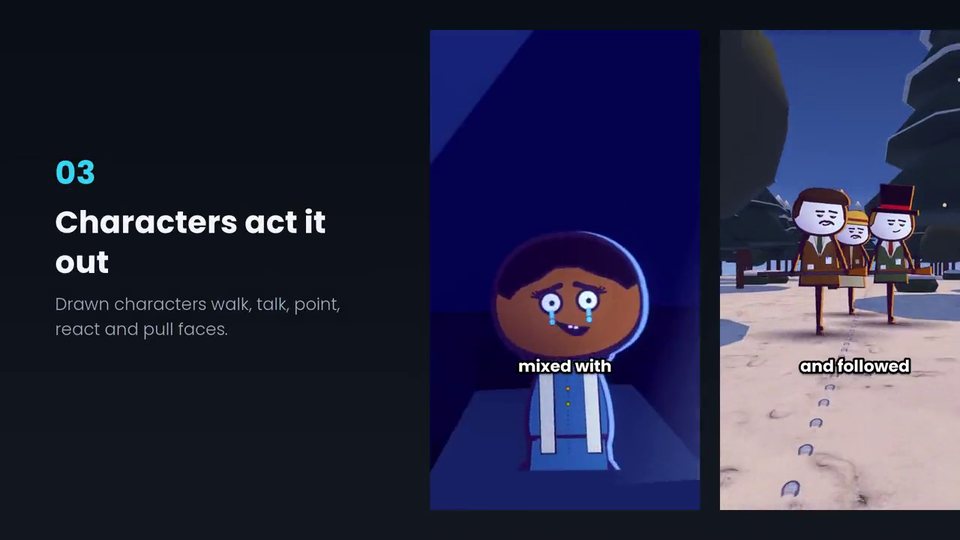 03
Characters act it
out
Drawn characters walk, talk, point,
react and pull faces.
mixed with
and followed